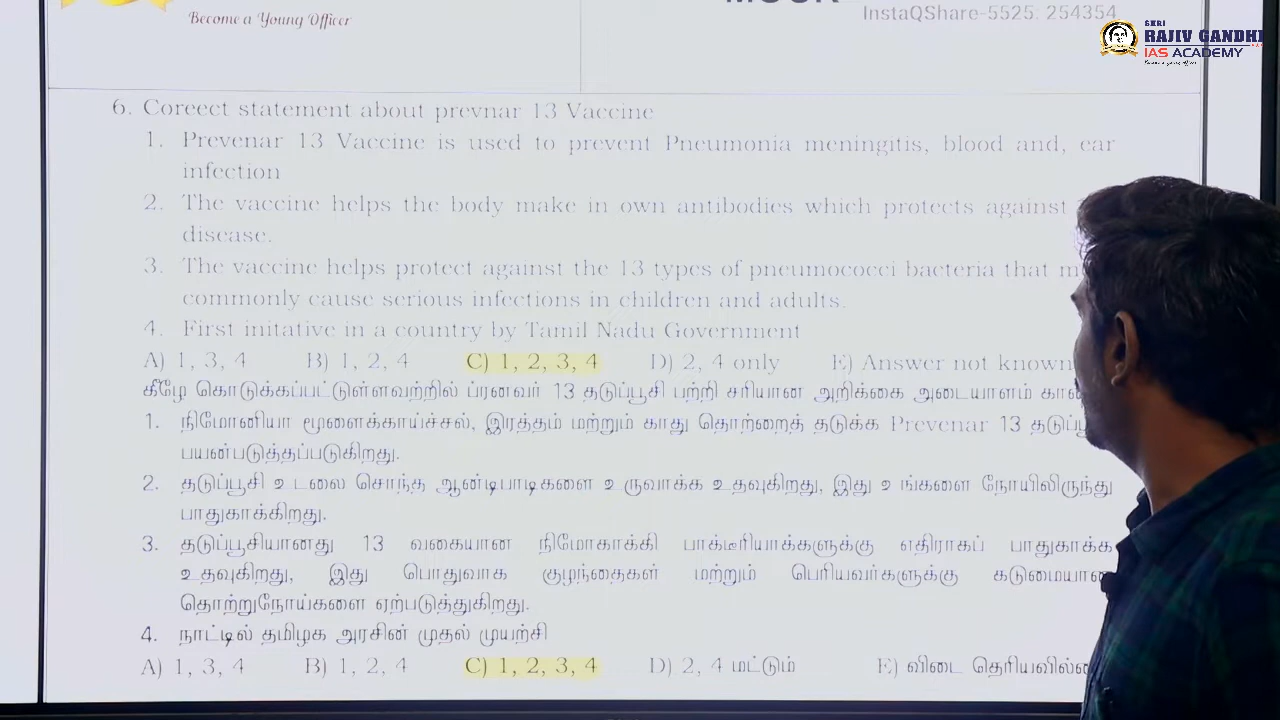 Become a Young Officer
InstaQShare-5525: 254354
SHRI
RAJIV GANDHI
IAS ACADEMY
6. Coreect statement about prevnar 13 Vaccine
1. Prevenar 13 Vaccine is used to prevent Pneumonia meningitis, blood and, ear
infection
2. The vaccine helps the body make in own antibodies which protects against
disease.
3. The vaccine helps protect against the 13 types of pneumococci bacteria that
commonly cause serious infections in children and adults.
4. First initative in a country by Tamil Nadu Government
A) 1, 3, 4 B) 1, 2, 4 C) 1, 2, 3, 4 D) 2, 4 only E) Answer not known
கீழே கொடுக்கப்பட்டுள்ளவற்றில் ப்ரனவர் 13 தடுப்பூசி பற்றி சரியான அறிக்கை அடையாளம்
1. நிமோனியா மூளைக்காய்ச்சல், இரத்தம் மற்றும் காது தொற்றைத் தடுக்க Prevenar 13
பயன்படுத்தப்படுகிறது.
2. தடுப்பூசி உடலை சொந்த ஆண்டிபாடிகளை உருவாக்க உதவுகிறது, இது உங்களை நோயிலிருந்து
பாதுகாக்கிறது.
3. தடுப்பூசியானது 13 வகையான நிமோகாக்கி பாக்டீரியாக்களுக்கு எதிராகப் பாதுகாக்க
உதவுகிறது, இது பொதுவாக குழந்தைகள் மற்றும் பெரியவர்களுக்கு
தொற்றுநோய்களை ஏற்படுத்துகிறது.
4. நாட்டில் தமிழக அரசின் முதல் முயற்சி
A) 1, 3, 4 B) 1, 2, 4 C) 1, 2, 3, 4 D) 2, 4 மட்டும் E) விடை